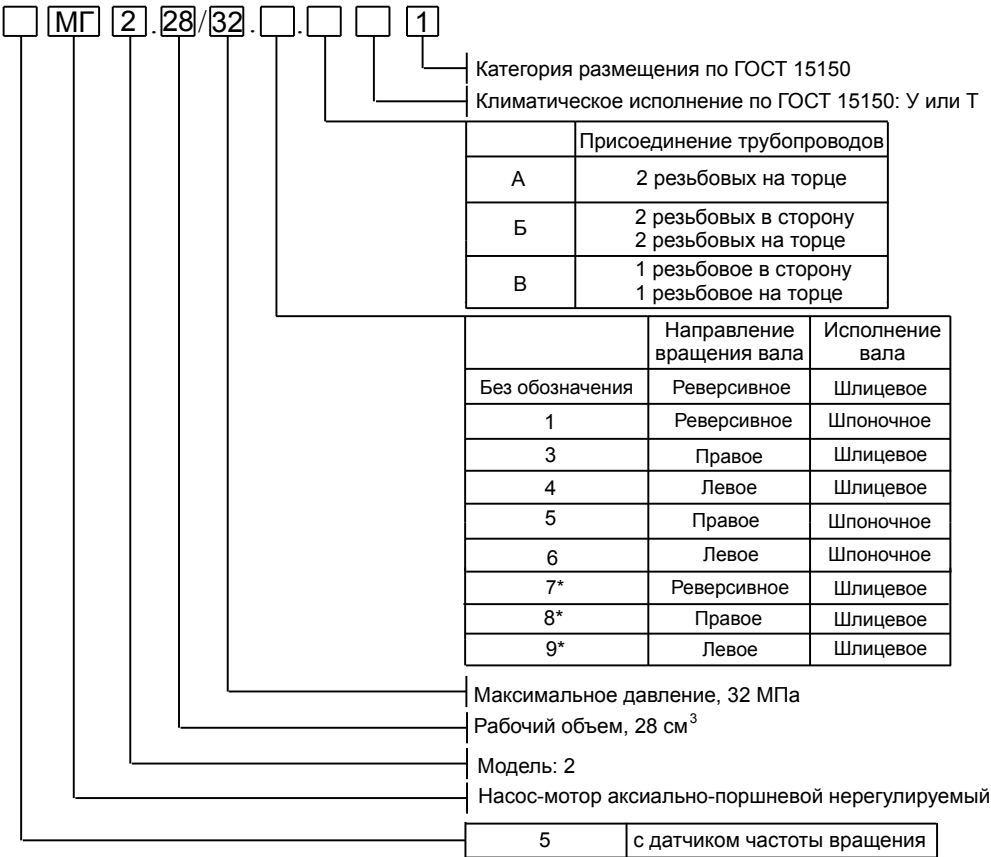 МГ 2.28/32. . 1
Категория размещения по ГОСТ 15150
Климатическое исполнение по ГОСТ 15150: У или Т
Присоединение трубопроводов
А 2 резьбовых на торце
Б 2 резьбовых в сторону
2 резьбовых на торце
В 1 резьбовое в сторону
1 резьбовое на торце
Направление вращения вала Исполнение вала
Без обозначения Реверсивное Шлицевое
1 Реверсивное Шпоночное
3 Правое Шлицевое
4 Левое Шлицевое
5 Правое Шпоночное
6 Левое Шпоночное
7* Реверсивное Шлицевое
8* Правое Шлицевое
9* Левое Шлицевое
Максимальное давление, 32 МПа
Рабочий объем, 28 см³
Модель: 2
Насос-мотор аксиально-поршневой нерегулируемый
5 с датчиком частоты вращения